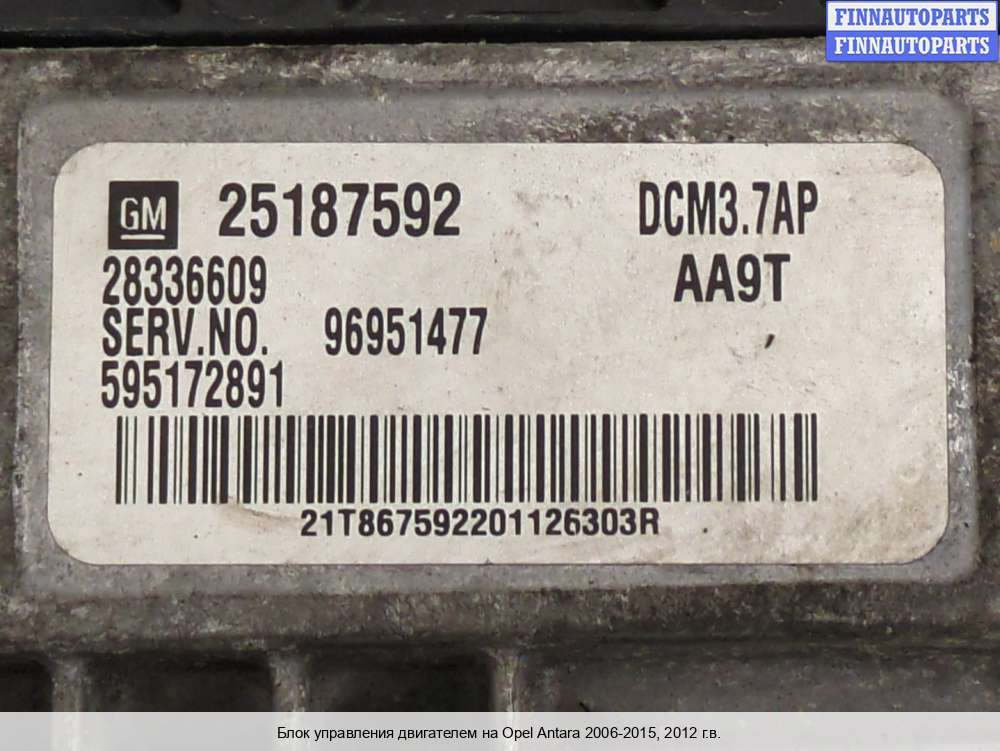 FINNAUTOPARTS
FINNAUTOPARTS
GM 25187592 DCM3.7AP
28336609 AA9T
SERV.NO. 96951477
595172891
21T867592201126303R
Блок управления двигателем на Opel Antara 2006-2015, 2012 г.в.